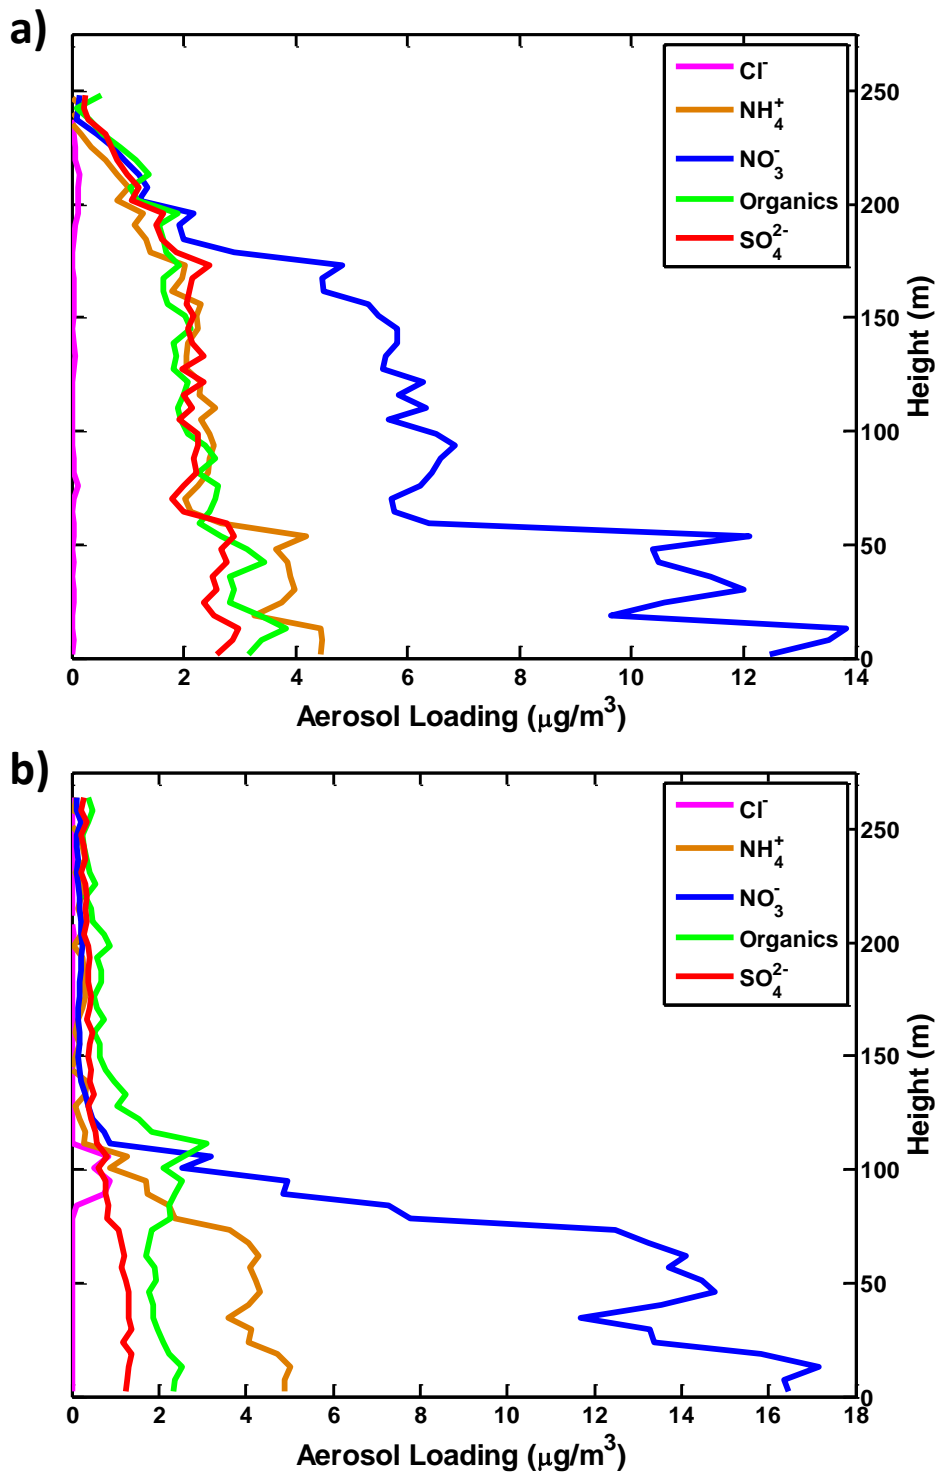 a)
Cl⁻
NH₄⁺
NO₃⁻
Organics
SO₄²⁻
250
200
150
100
50
0
Height (m)
0 2 4 6 8 10 12 14
Aerosol Loading (μg/m³)
b)
Cl⁻
NH₄⁺
NO₃⁻
Organics
SO₄²⁻
250
200
150
100
50
0
Height (m)
0 2 4 6 8 10 12 14 16 18
Aerosol Loading (μg/m³)